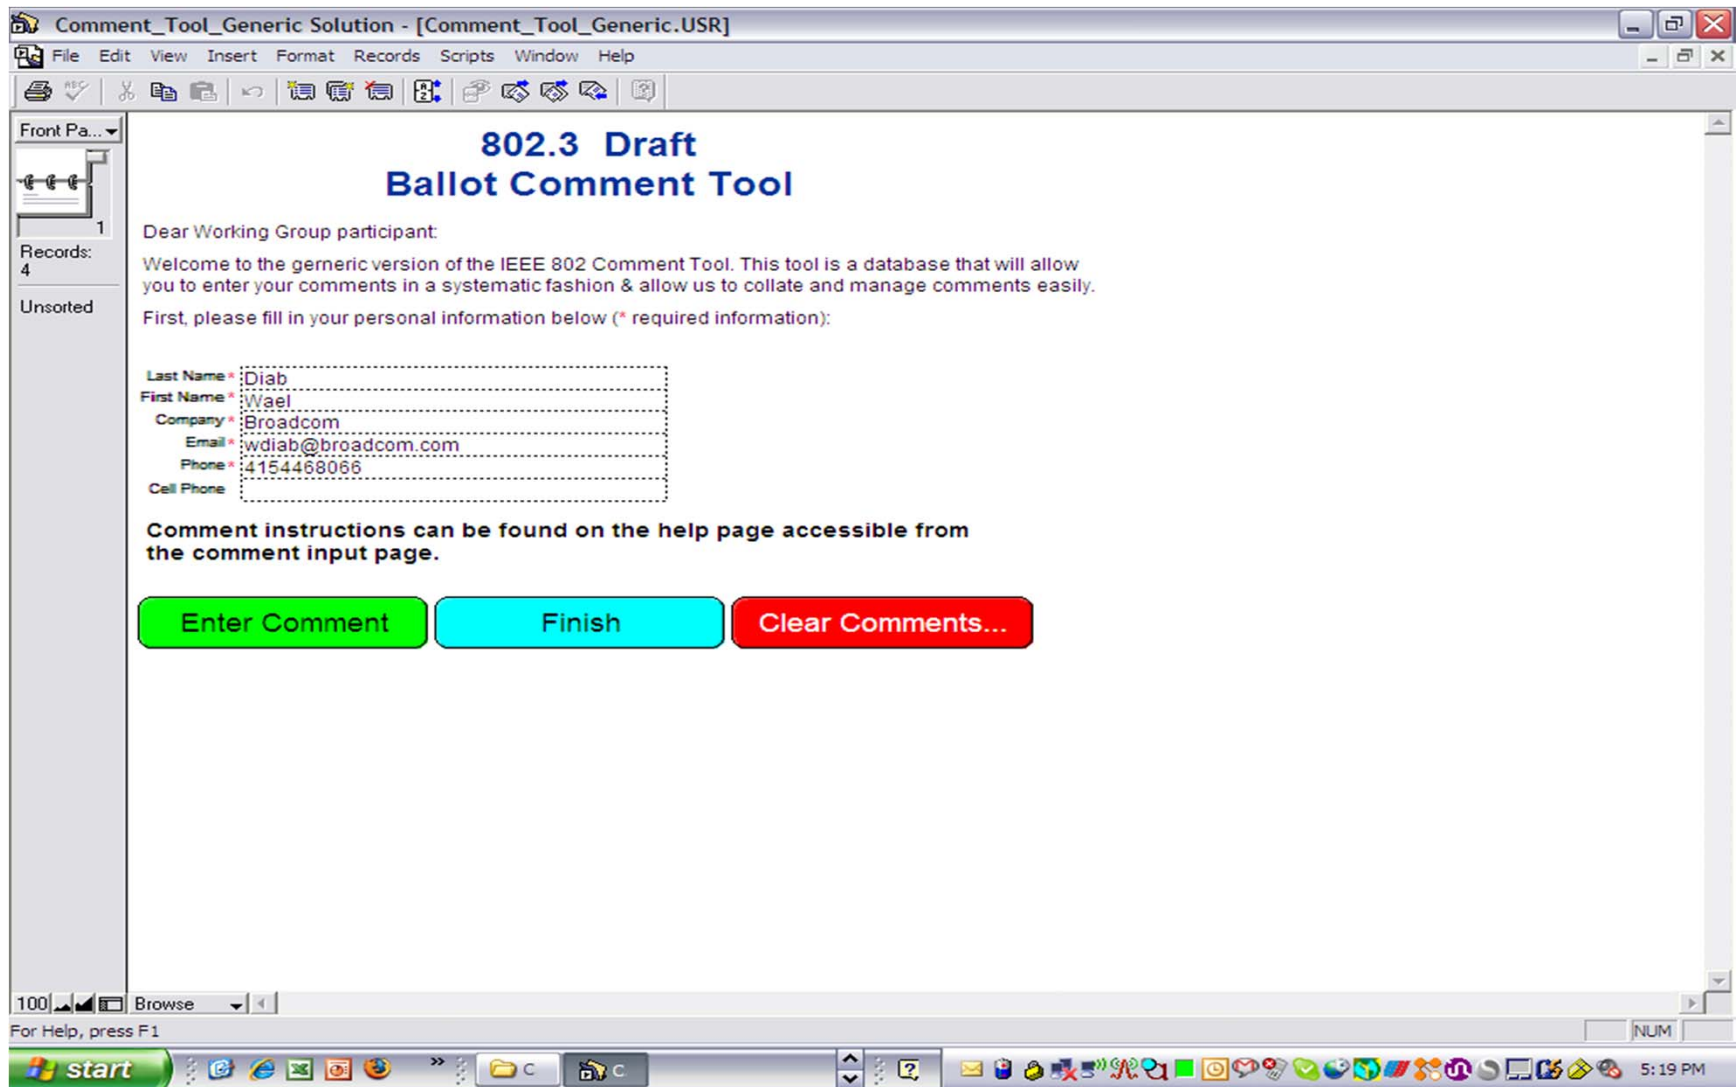 Comment_Tool_Generic Solution - [Comment_Tool_Generic.USR]
File Edit View Insert Format Records Scripts Window Help
Front Pa...
1
Records:
4
Unsorted
802.3 Draft
Ballot Comment Tool
Dear Working Group participant:
Welcome to the gerneric version of the IEEE 802 Comment Tool. This tool is a database that will allow
you to enter your comments in a systematic fashion & allow us to collate and manage comments easily.
First, please fill in your personal information below (* required information):
Last Name * Diab
First Name * Wael
Company * Broadcom
Email * wdiab@broadcom.com
Phone * 4154468066
Cell Phone
Comment instructions can be found on the help page accessible from
the comment input page.
Enter Comment Finish Clear Comments...
100 Browse
For Help, press F1 NUM
start C C 5:19 PM